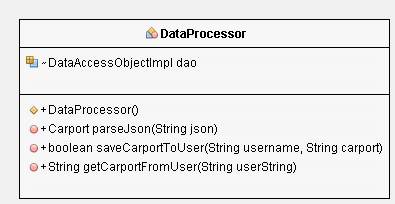 DataProcessor
~DataAccessObjectImpl dao
+DataProcessor()
+Carport parseJson(String json)
+boolean saveCarportToUser(String username, String carport)
+String getCarportFromUser(String userString)